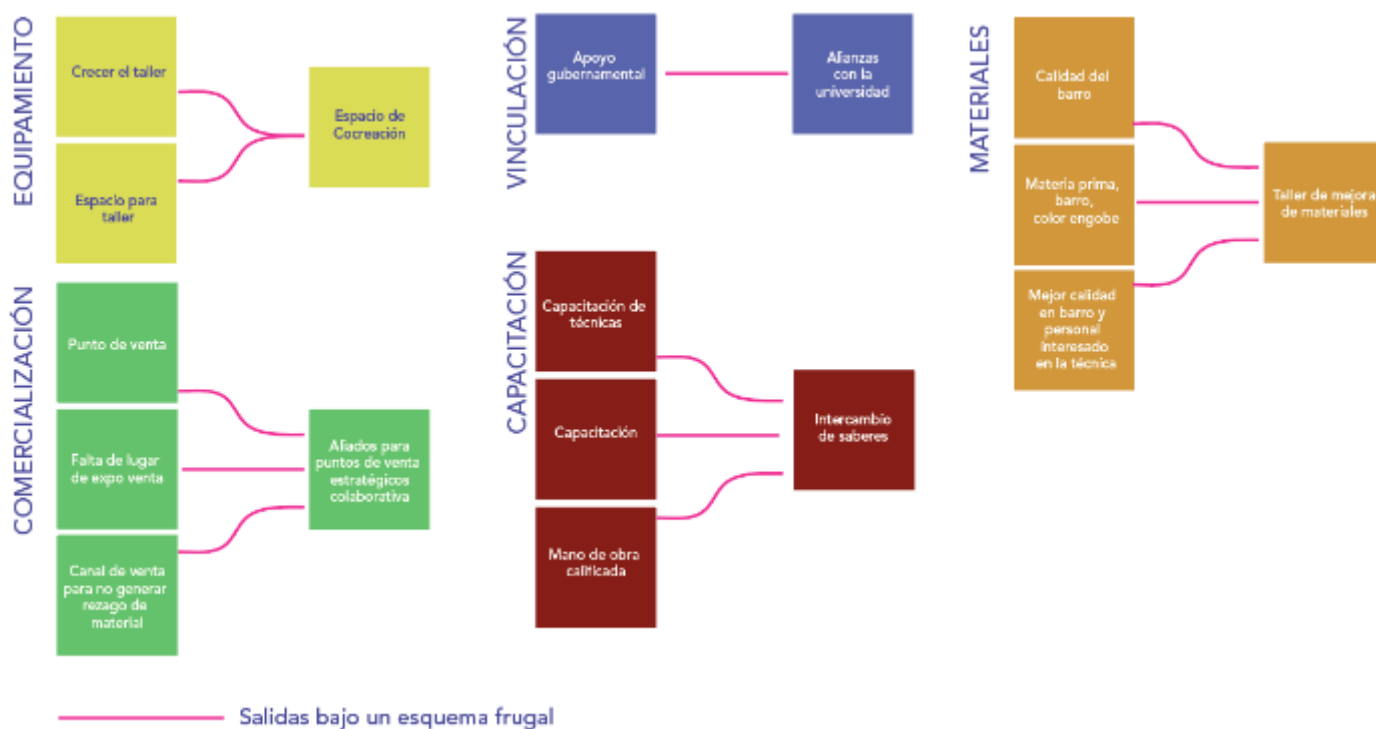 EQUIPAMIENTO
Crecer el taller
Espacio para
taller
Espacio de
Cocreación
COMERCIALIZACIÓN
Punto de venta
Falta de lugar
de expo venta
Canal de venta
para no generar
rezago de
material
Aliados para
puntos de venta
estratégicos
colaborativa
VINCULACIÓN
Apoyo
gubernamental
Alianzas
con la
universidad
CAPACITACIÓN
Capacitación de
técnicas
Capacitación
Mano de obra
calificada
Intercambio
de saberes
MATERIALES
Calidad del
barro
Materia prima,
barro,
color engobe
Mejor calidad
en barro y
personal
interesado
en la técnica
Taller de mejora
de materiales
Salidas bajo un esquema frugal